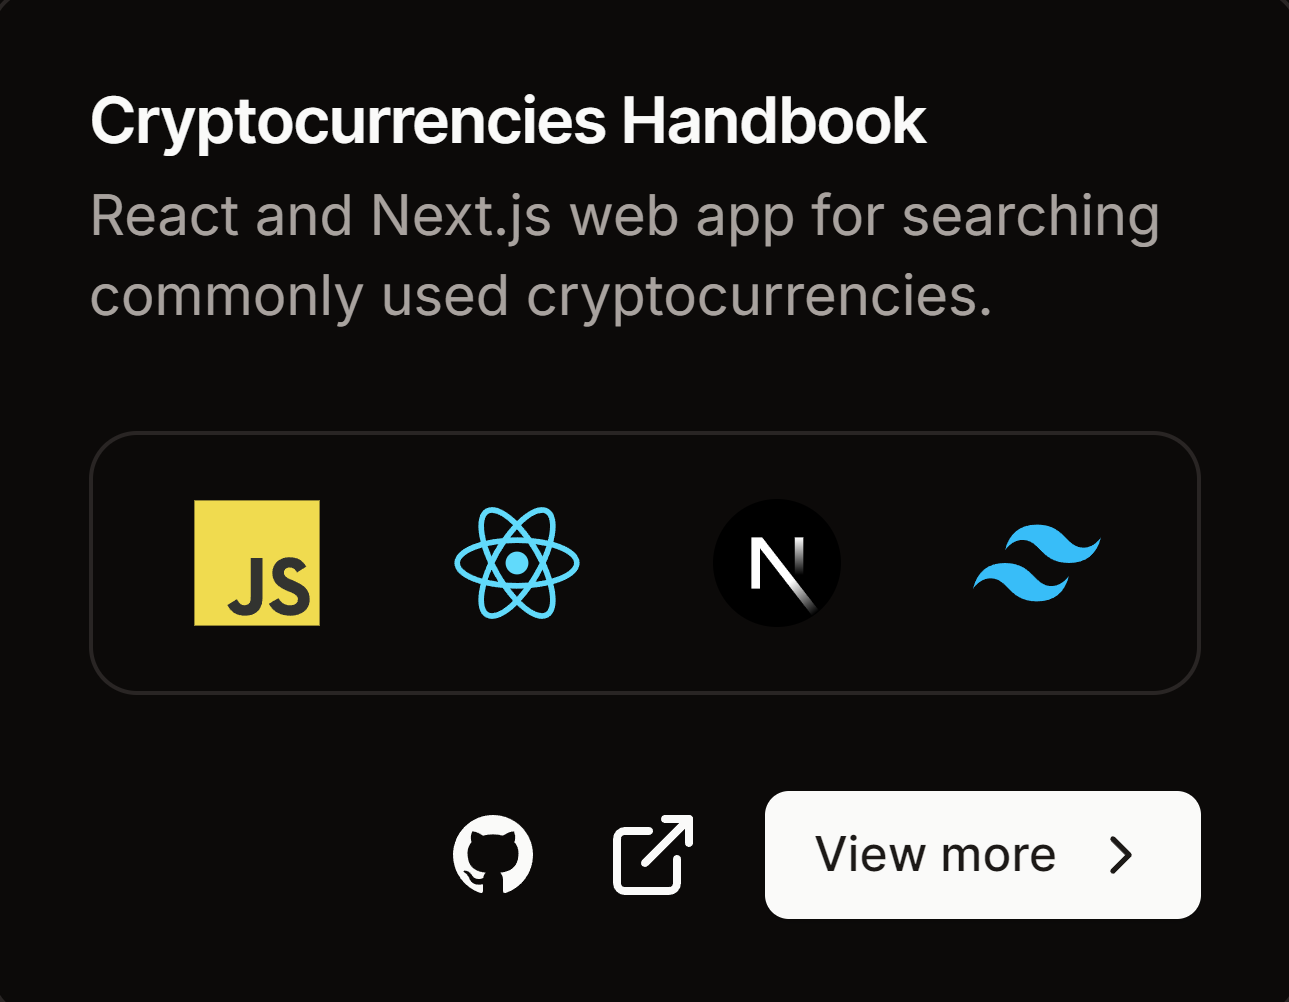 Cryptocurrencies Handbook
React and Next.js web app for searching
commonly used cryptocurrencies.
JS
N
View more